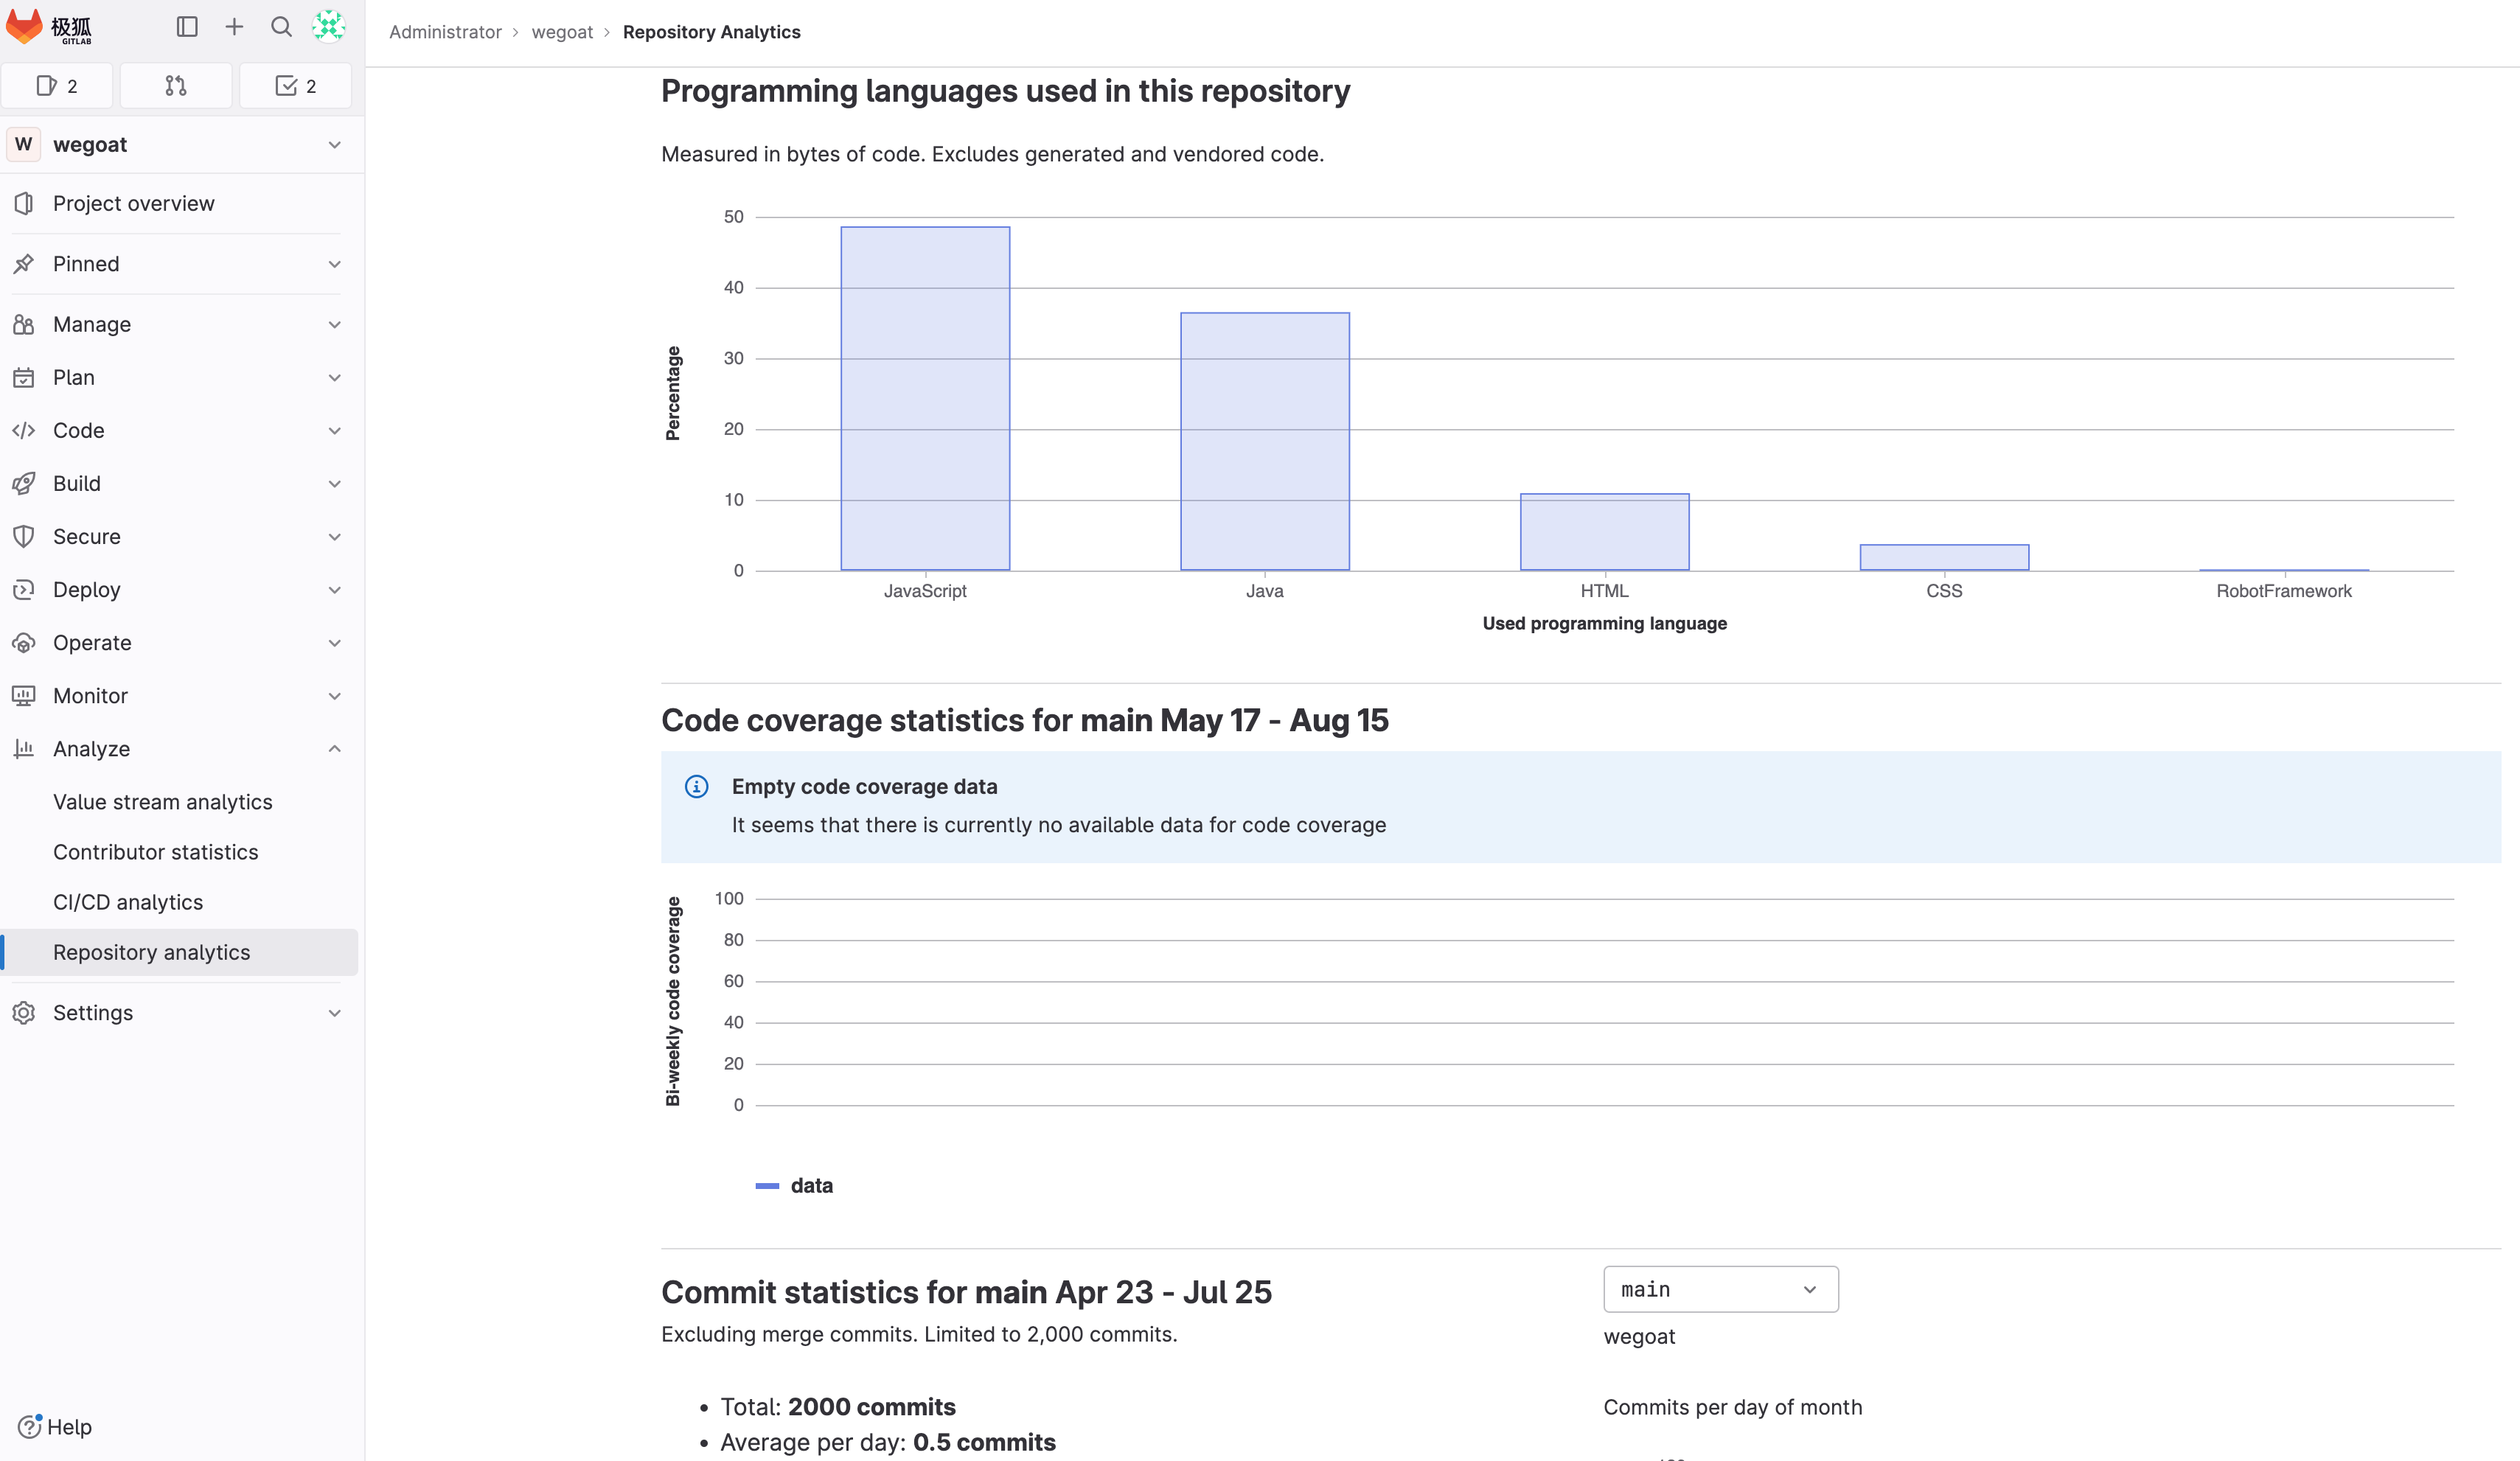 极狐
GITLAB
2
2
W wegoat
Project overview
Pinned
Manage
Plan
Code
Build
Secure
Deploy
Operate
Monitor
Analyze
Value stream analytics
Contributor statistics
CI/CD analytics
Repository analytics
Settings
Help
Administrator › wegoat › Repository Analytics
Programming languages used in this repository
Measured in bytes of code. Excludes generated and vendored code.
Percentage
50
40
30
20
10
0
JavaScript Java HTML CSS RobotFramework
Used programming language
Code coverage statistics for main May 17 - Aug 15
Empty code coverage data
It seems that there is currently no available data for code coverage
Bi-weekly code coverage
100
80
60
40
20
0
data
Commit statistics for main Apr 23 - Jul 25
Excluding merge commits. Limited to 2,000 commits.
• Total: 2000 commits
• Average per day: 0.5 commits
main
wegoat
Commits per day of month